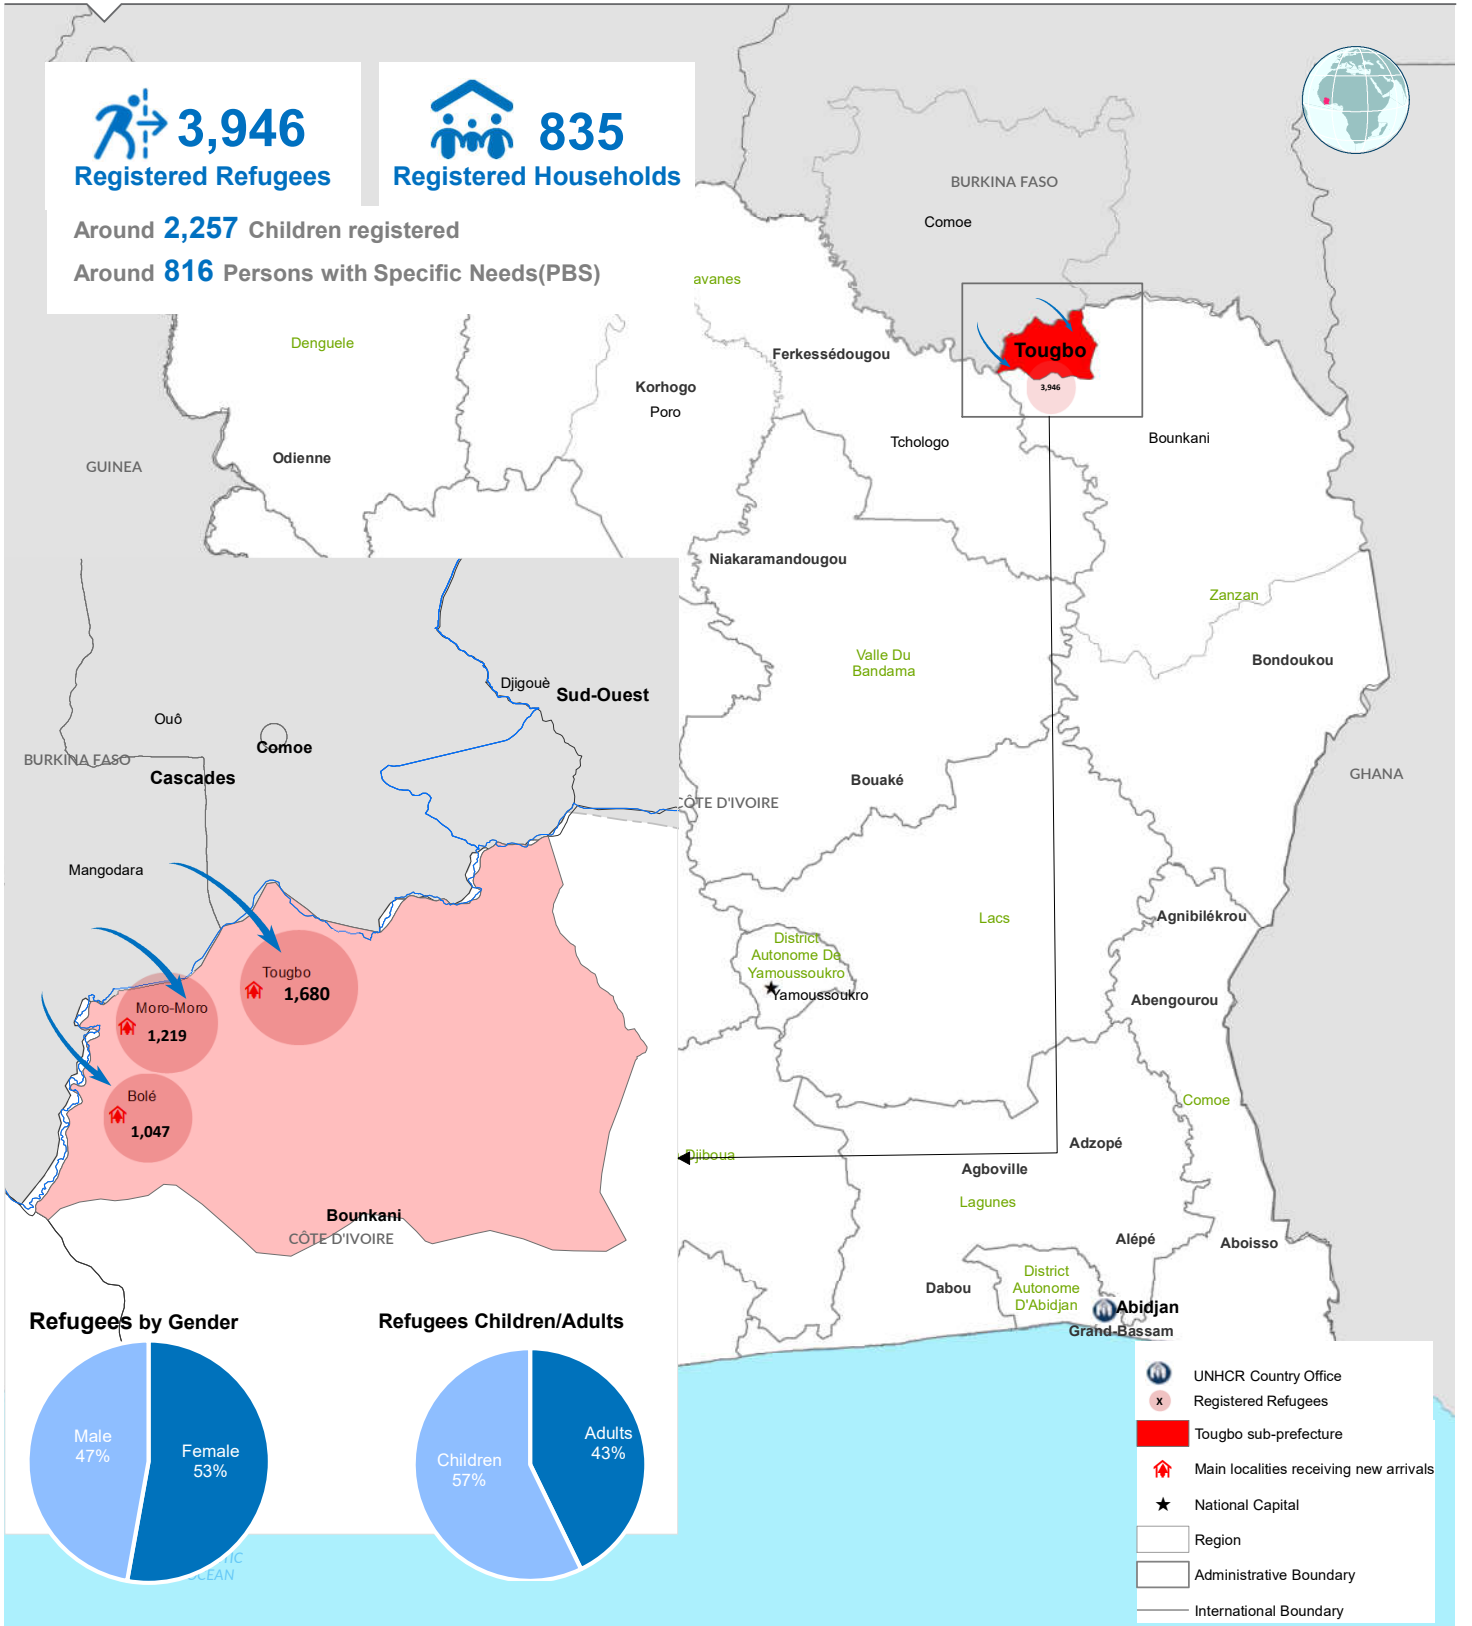 3,946
Registered Refugees
835
Registered Households
Around 2,257 Children registered
Around 816 Persons with Specific Needs(PBS)
BURKINA FASO
Comoe
avanes
Denguele
Ferkessédougou
Tougbo
3,946
Korhogo
Poro
Tchologo
Bounkani
Odienne
GUINEA
Niakaramandougou
Zanzan
Valle Du
Bandama
Bondoukou
Bouaké
GHANA
CÔTE D'IVOIRE
Lacs
Agnibilékrou
District
Autonome De
Yamoussoukro
Yamoussoukro
Abengourou
Comoe
Adzopé
Djiboua
Agboville
Lagunes
Alépé
Aboisso
District
Autonome
D'Abidjan
Dabou
Abidjan
Grand-Bassam
Djigouè
Sud-Ouest
Ouô
Comoe
BURKINA FASO
Cascades
Mangodara
Tougbo
1,680
Moro-Moro
1,219
Bolé
1,047
Bounkani
CÔTE D'IVOIRE
Refugees by Gender
Male
47%
Female
53%
Refugees Children/Adults
Children
57%
Adults
43%
TIC
CEAN
UNHCR Country Office
x
Registered Refugees
Tougbo sub-prefecture
Main localities receiving new arrivals
National Capital
Region
Administrative Boundary
International Boundary